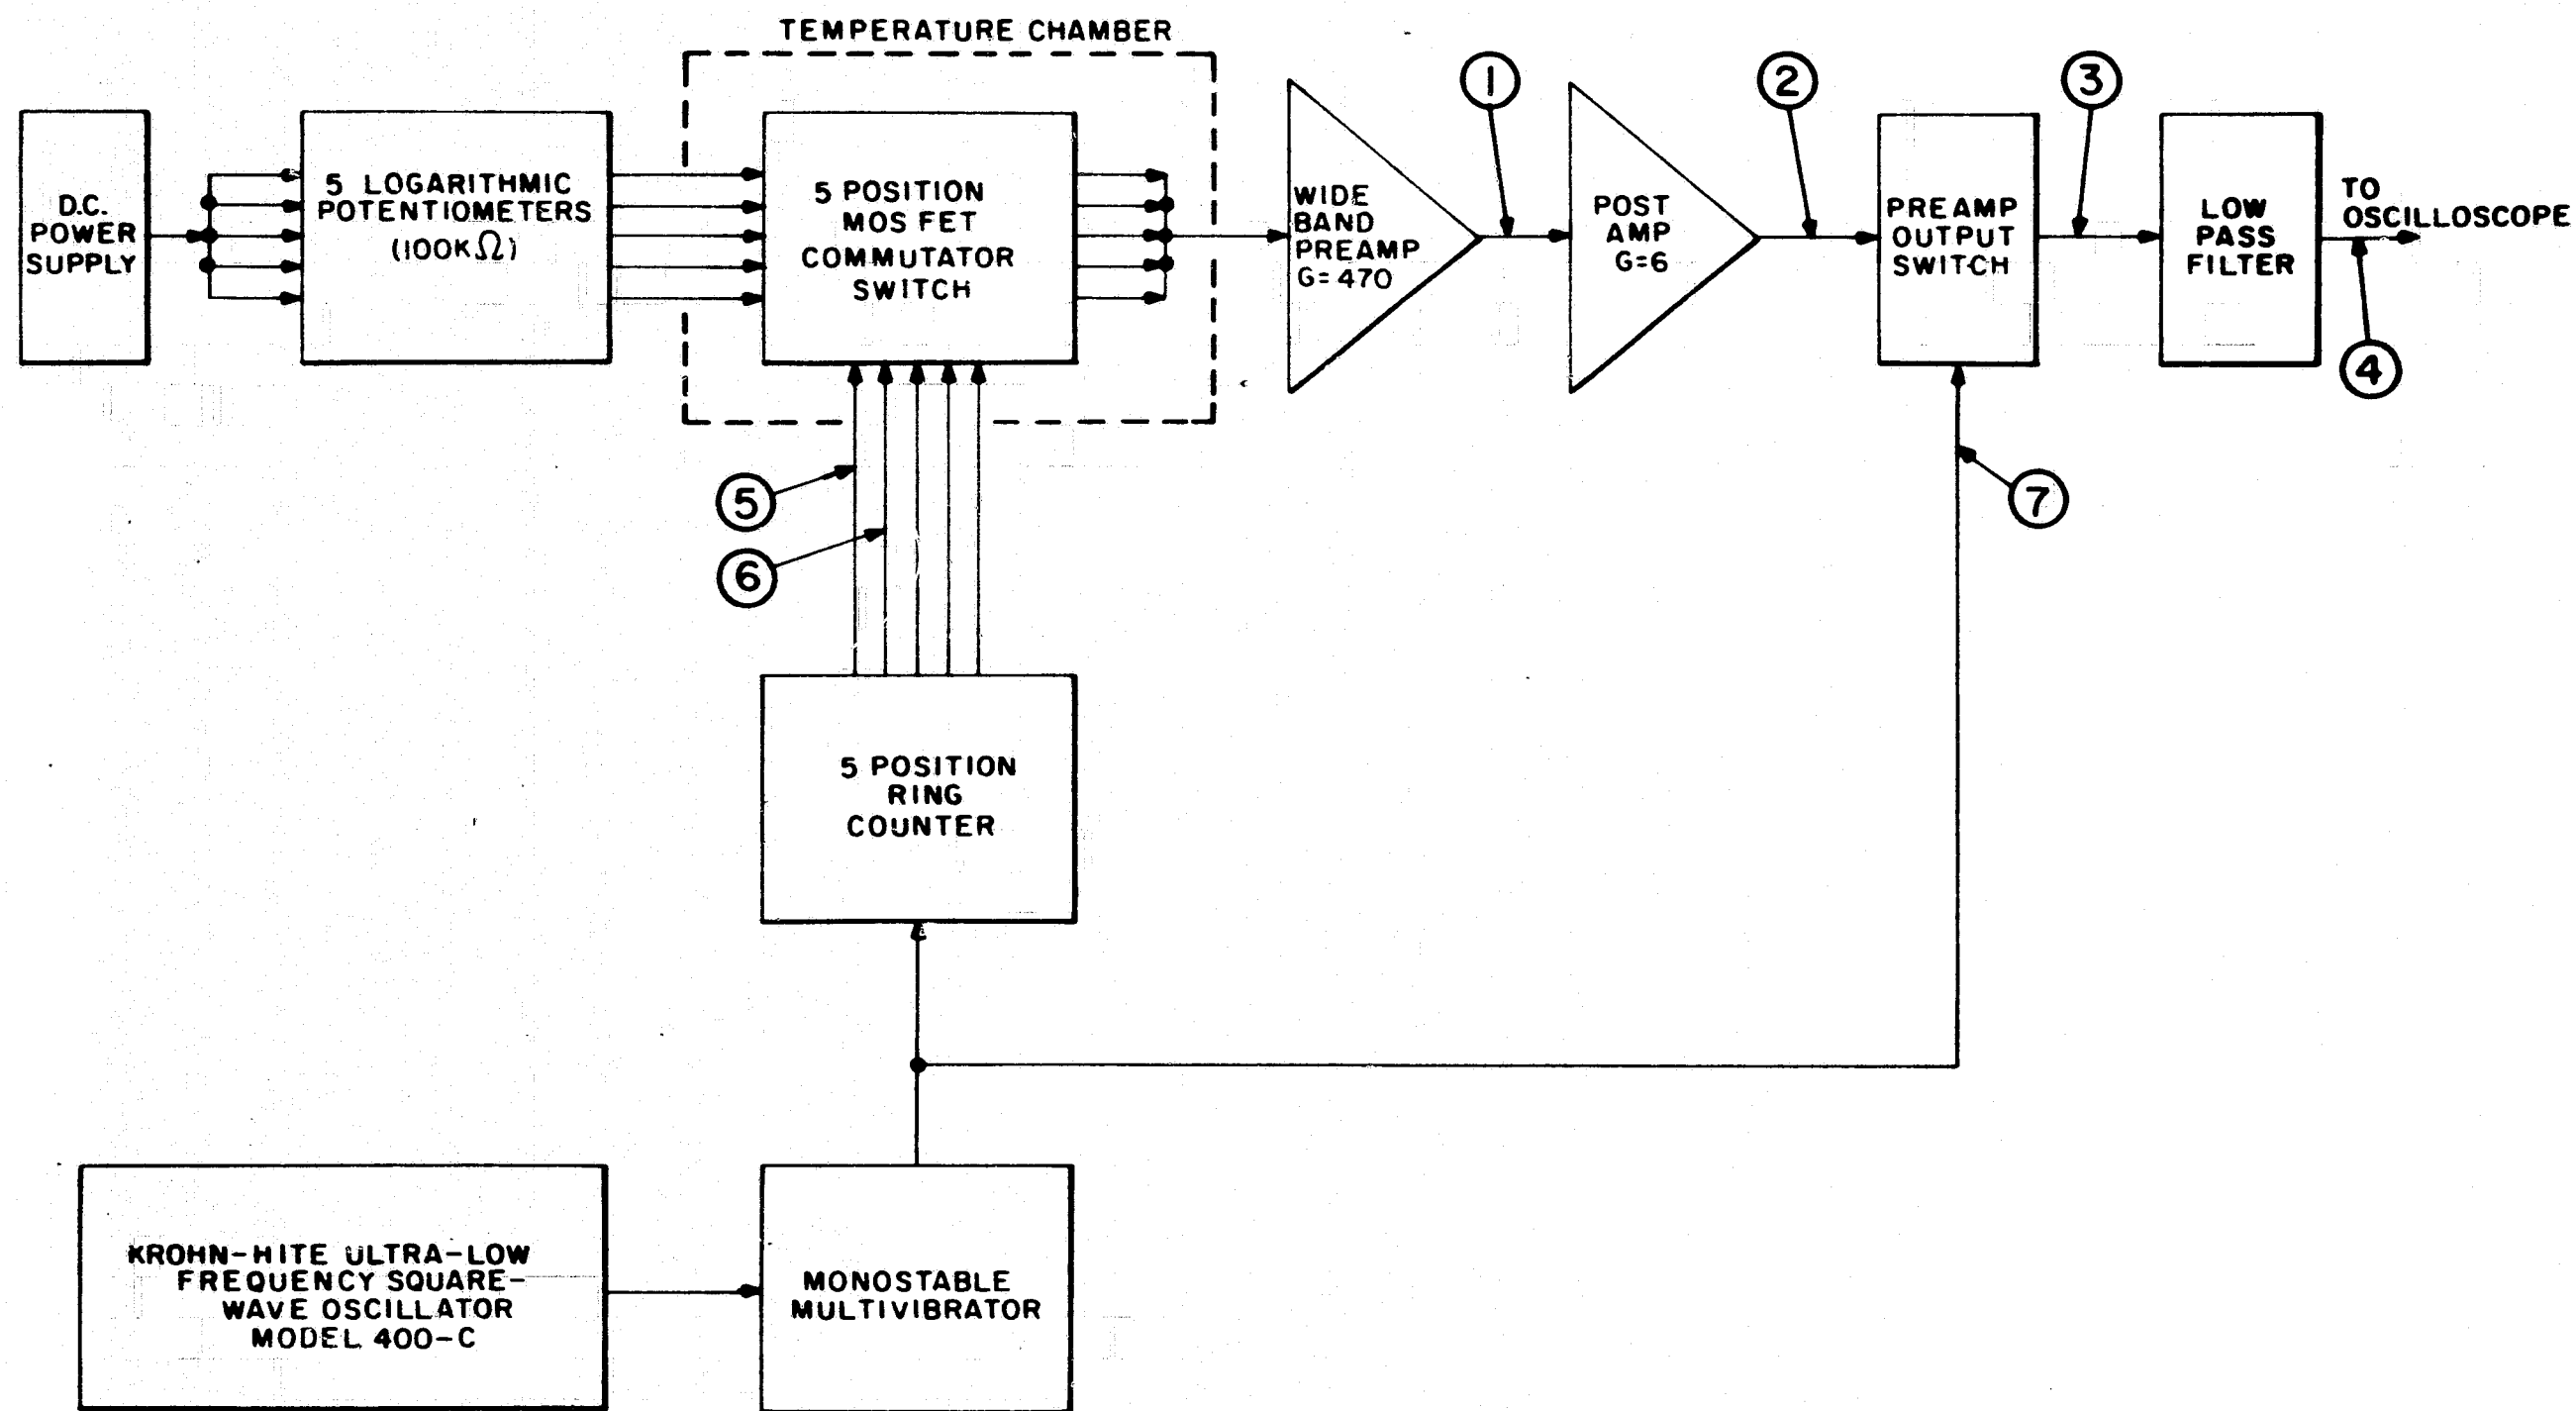 TEMPERATURE CHAMBER
D.C.
POWER
SUPPLY
5 LOGARITHMIC
POTENTIOMETERS
(100KΩ)
5 POSITION
MOS FET
COMMUTATOR
SWITCH
WIDE
BAND
PREAMP
G=470
1
POST
AMP
G=6
2
PREAMP
OUTPUT
SWITCH
3
LOW
PASS
FILTER
TO
OSCILLOSCOPE
4
5
6
7
5 POSITION
RING
COUNTER
KROHN-HITE ULTRA-LOW
FREQUENCY SQUARE-
WAVE OSCILLATOR
MODEL 400-C
MONOSTABLE
MULTIVIBRATOR